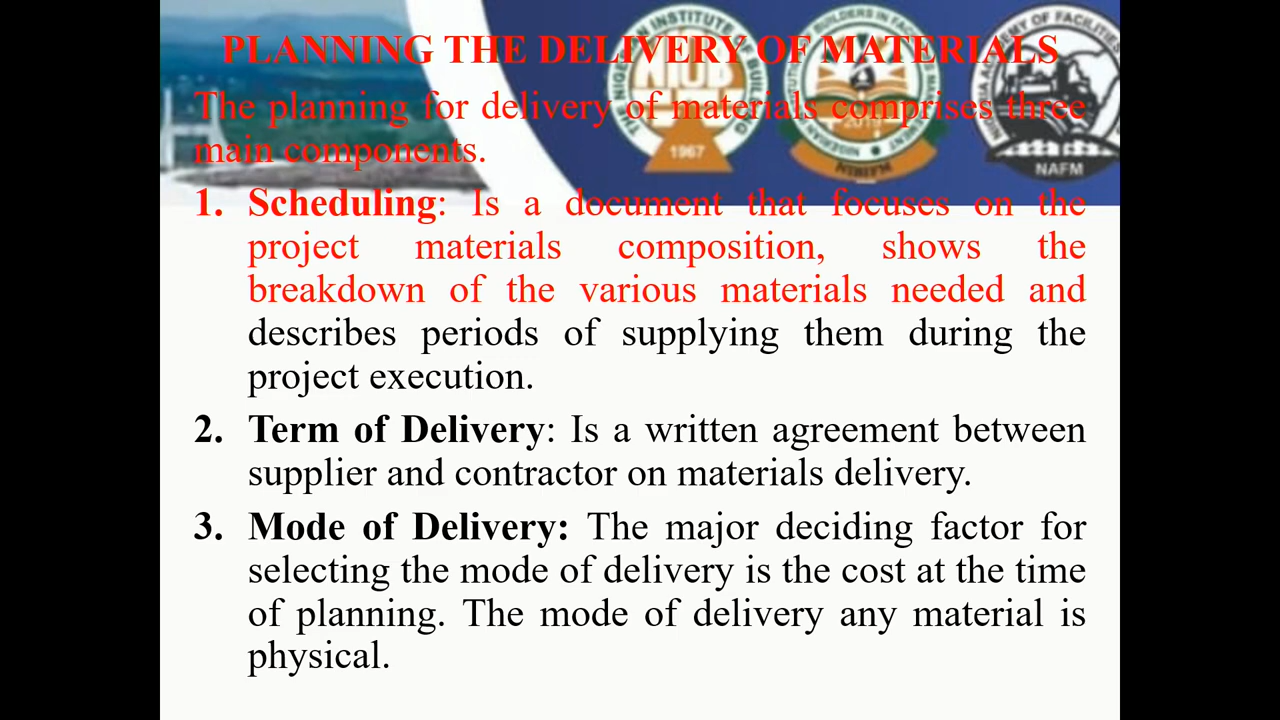 PLANNING THE DELIVERY OF MATERIALS
The planning for delivery of materials comprises three
main components.
1. Scheduling: Is a document that focuses on the
project materials composition, shows the
breakdown of the various materials needed and
describes periods of supplying them during the
project execution.
2. Term of Delivery: Is a written agreement between
supplier and contractor on materials delivery.
3. Mode of Delivery: The major deciding factor for
selecting the mode of delivery is the cost at the time
of planning. The mode of delivery any material is
physical.
NIOB
1967
NAFM